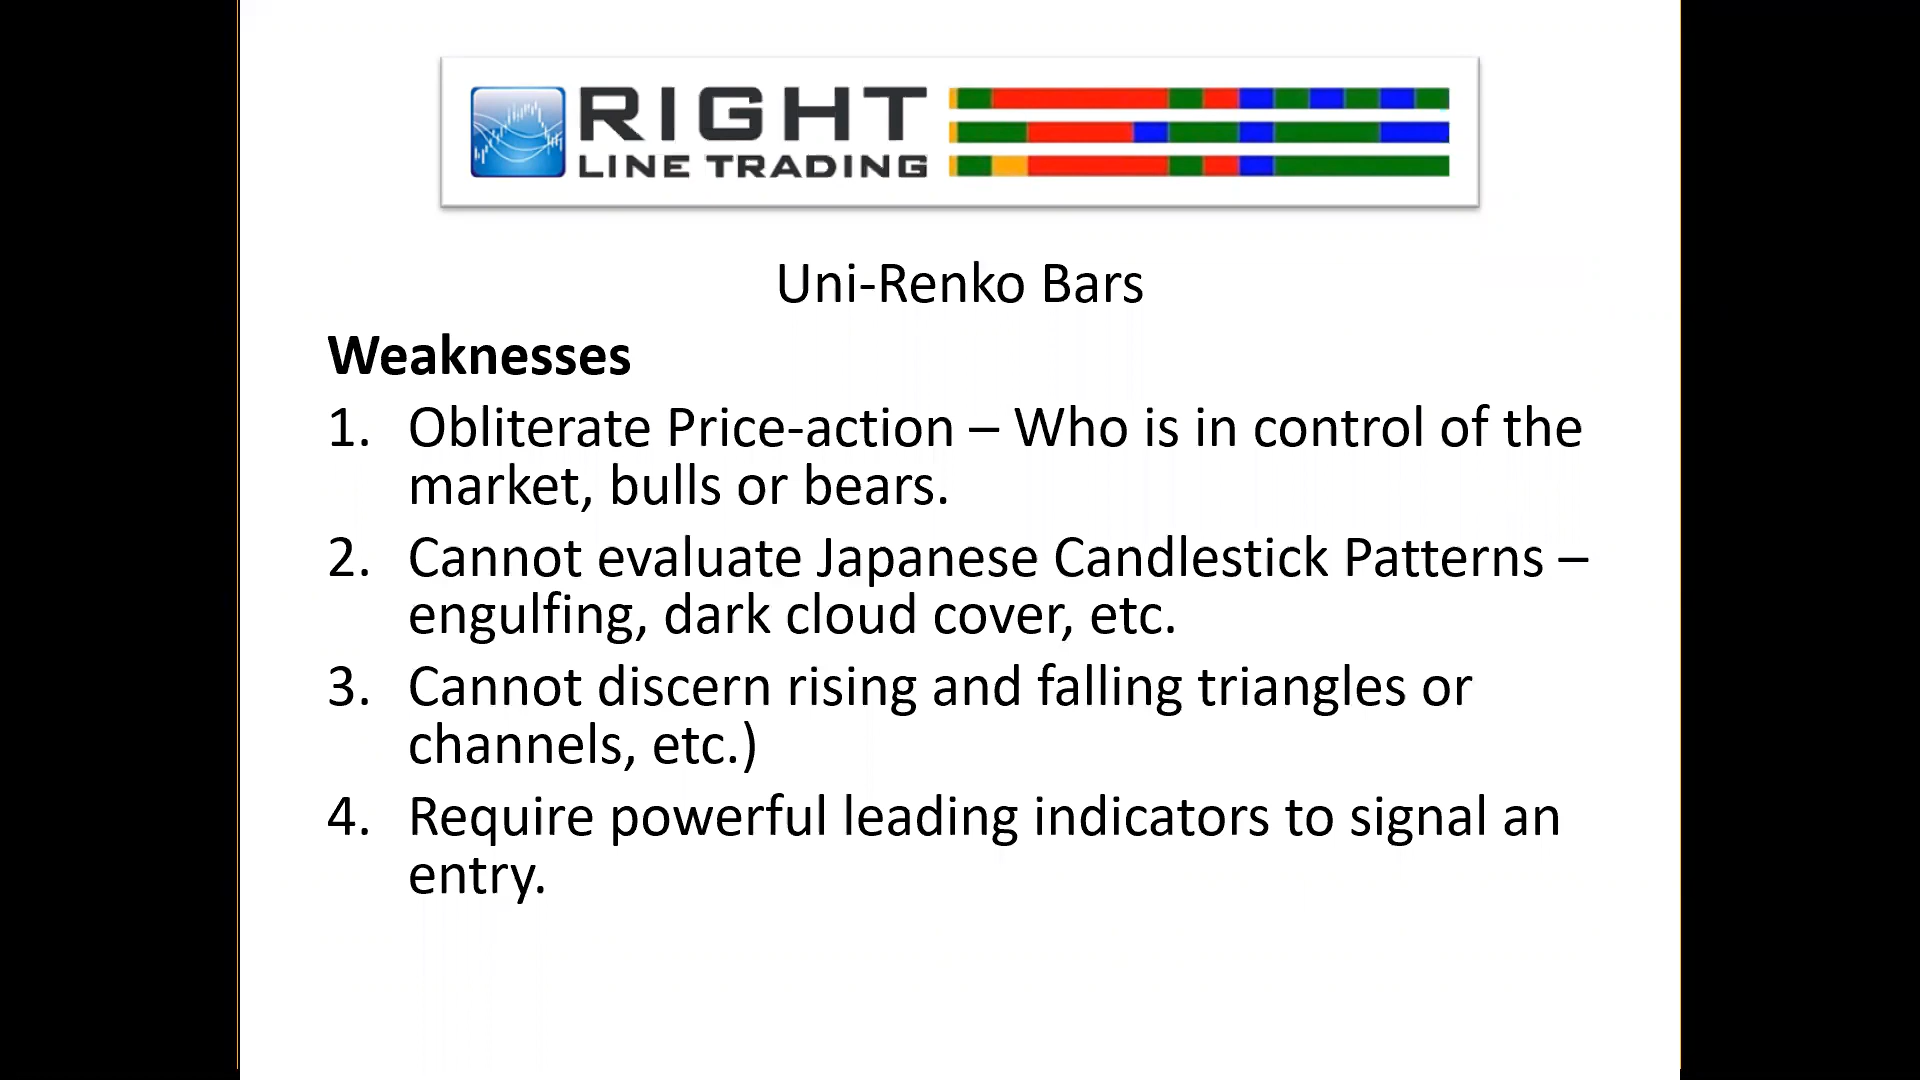 RIGHT
LINE TRADING
Uni-Renko Bars
Weaknesses
1. Obliterate Price-action – Who is in control of the
market, bulls or bears.
2. Cannot evaluate Japanese Candlestick Patterns –
engulfing, dark cloud cover, etc.
3. Cannot discern rising and falling triangles or
channels, etc.)
4. Require powerful leading indicators to signal an
entry.